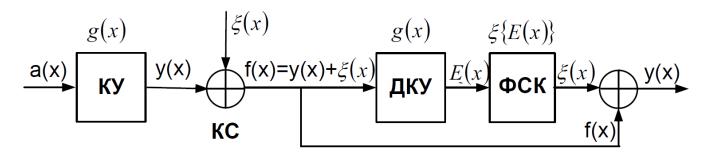 g(x) ξ(x) g(x) ξ{E(x)}
a(x) КУ y(x) f(x)=y(x)+ξ(x) ДКУ E(x) ФСК ξ(x) y(x)
КС f(x)